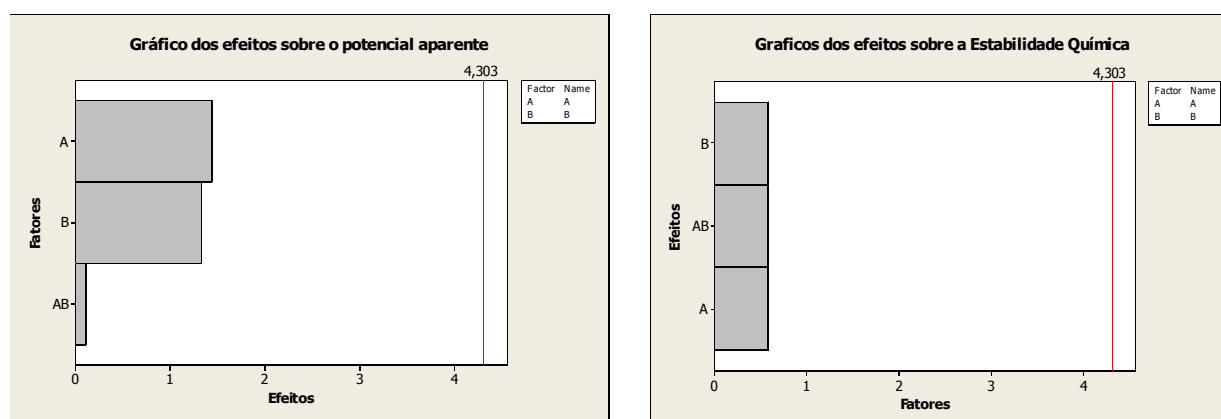 Gráfico dos efeitos sobre o potencial aparente
4,303
Factor Name
A A
B B
A
B
AB
Fatores
0 1 2 3 4
Efeitos
Graficos dos efeitos sobre a Estabilidade Química
4,303
Factor Name
A A
B B
B
AB
A
Efeitos
0 1 2 3 4
Fatores